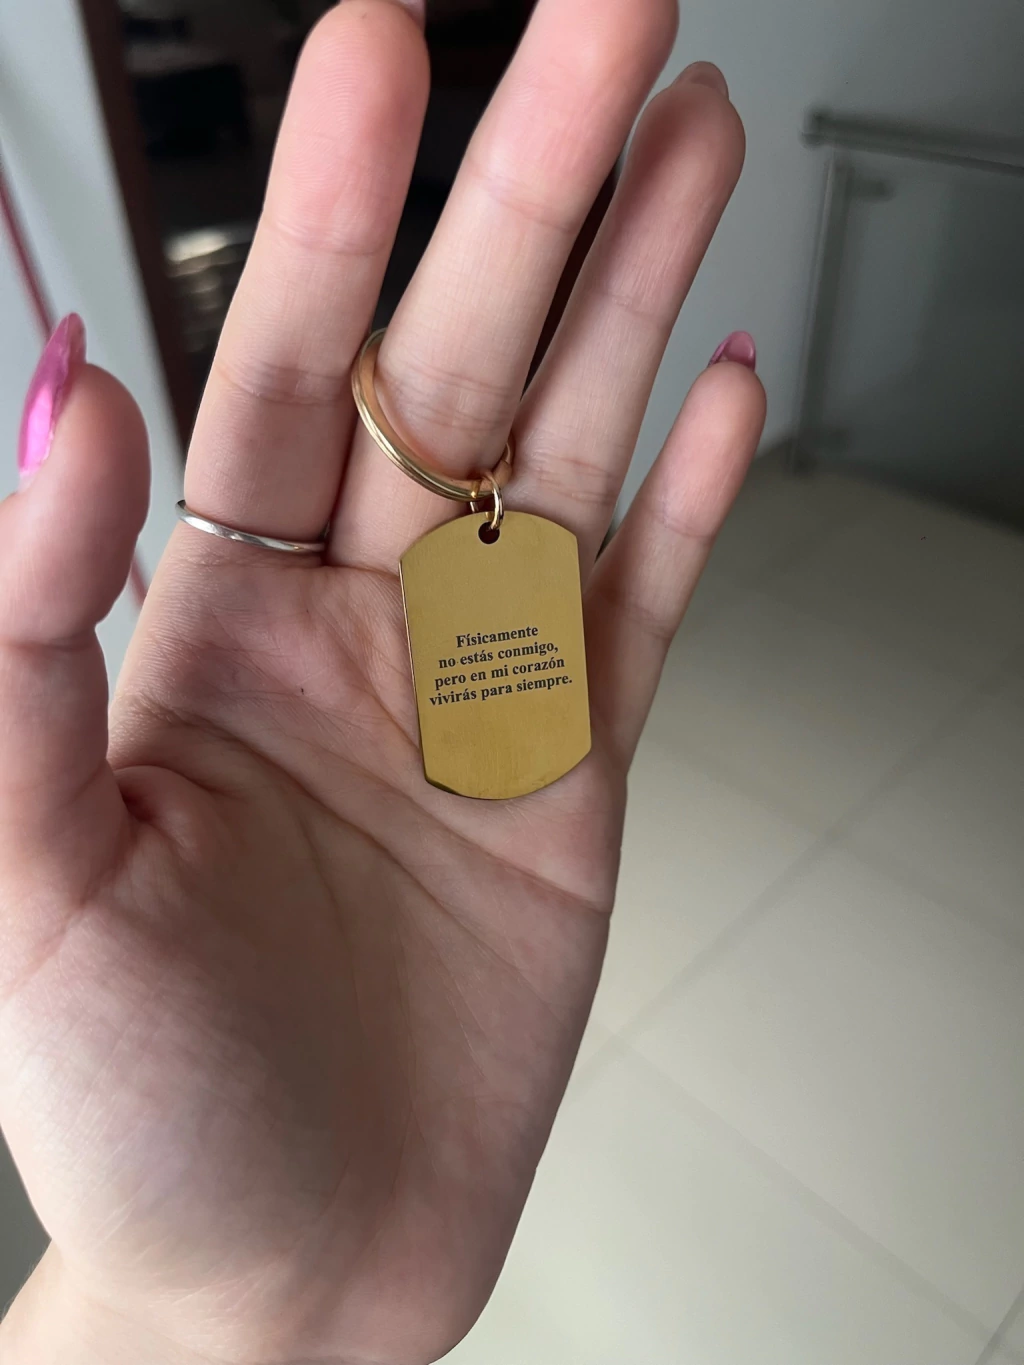 Físicamente
no estás conmigo,
pero en mi corazón
vivirás para siempre.